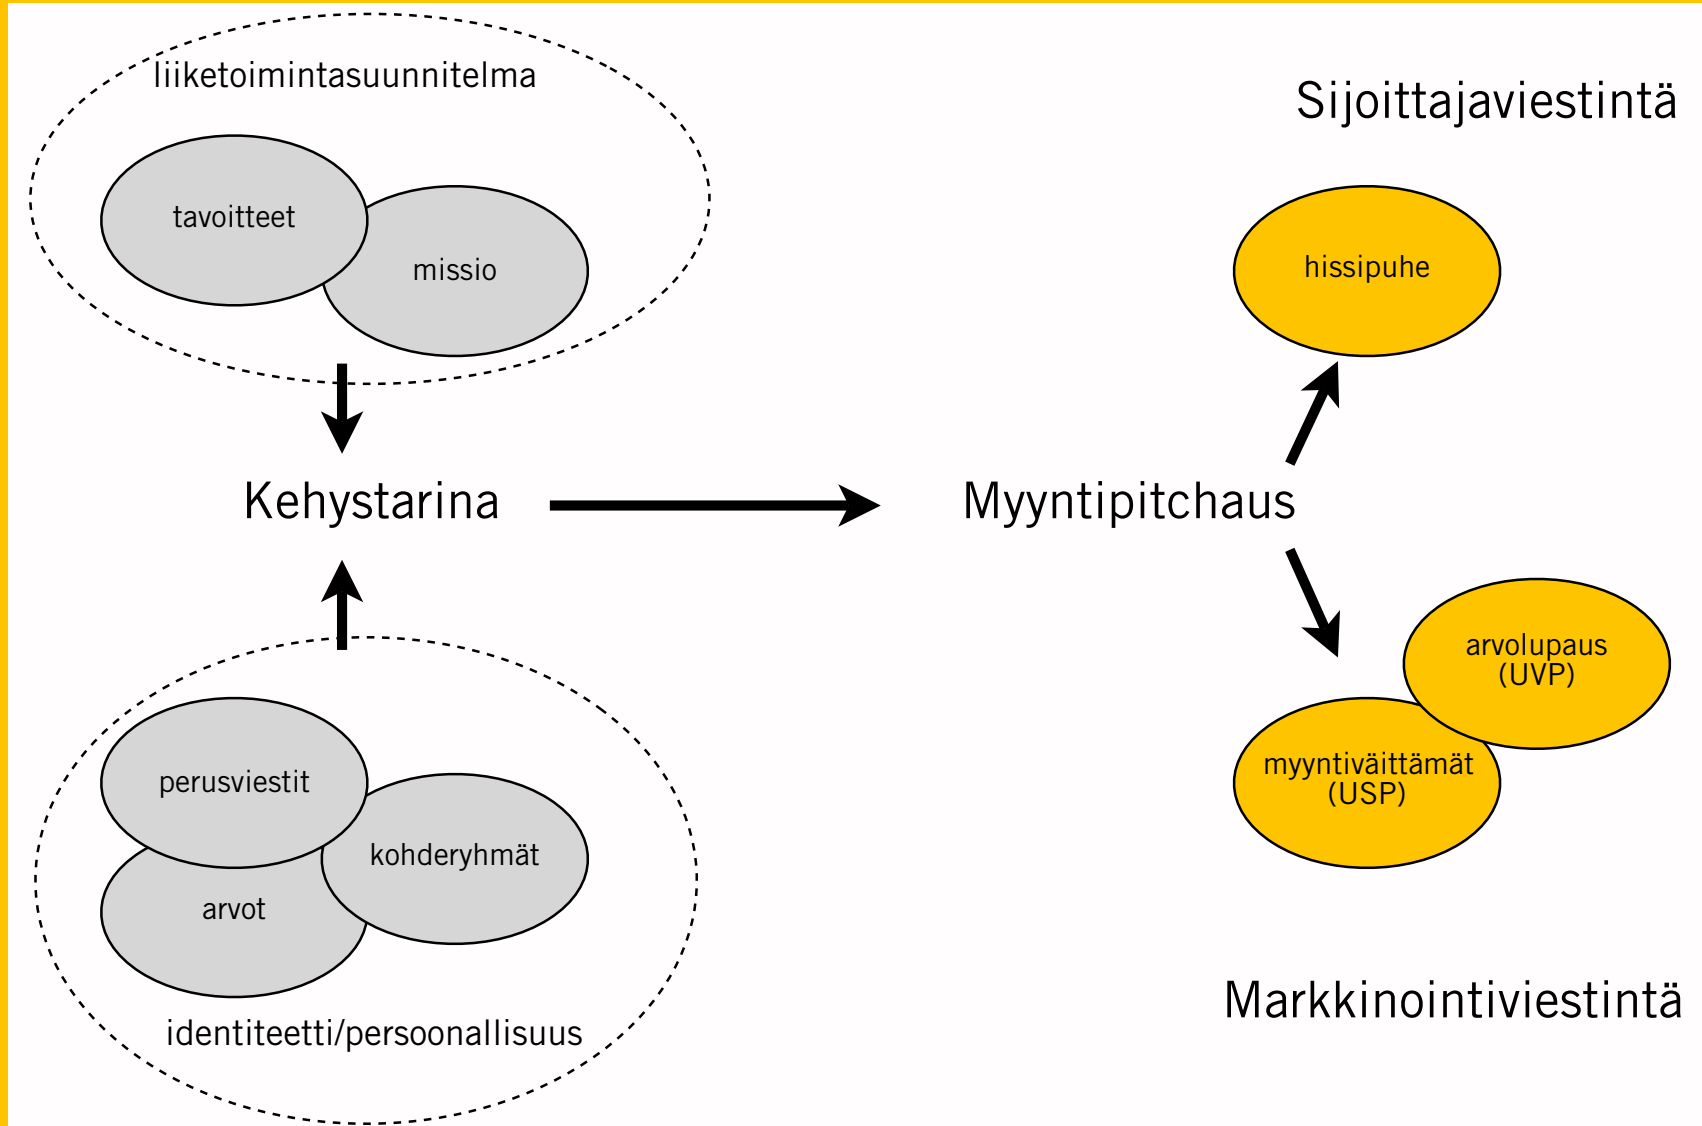 liiketoimintasuunnitelma
tavoitteet
missio
Kehystarina
perusviestit
kohderyhmät
arvot
identiteetti/persoonallisuus
Sijoittajaviestintä
hissipuhe
Myyntipitchaus
arvolupaus
(UVP)
myyntiväittämät
(USP)
Markkinointiviestintä